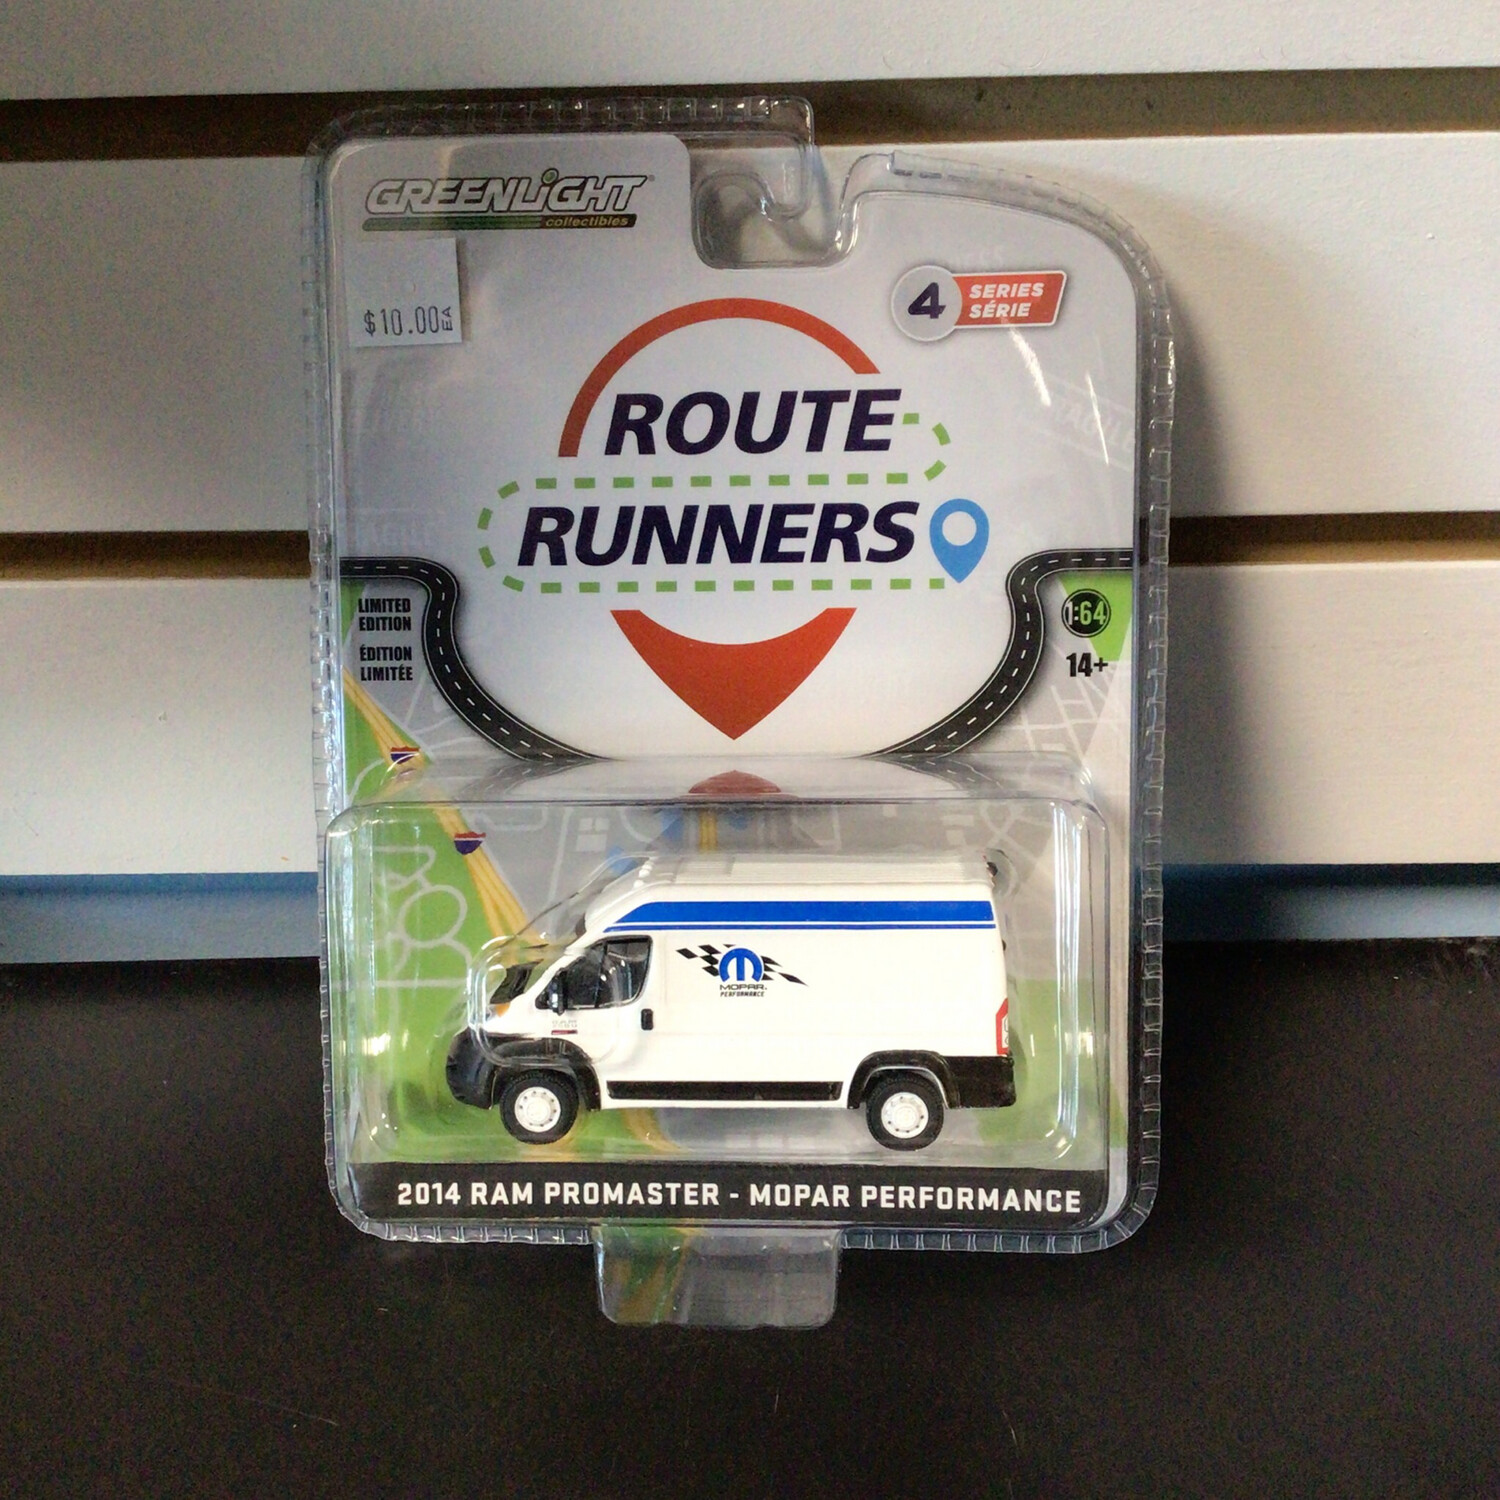 GREENLiGHT
collectibles
$10.00 EA
4
SERIES
SÉRIE
ROUTE
RUNNERS
LIMITED
EDITION
ÉDITION
LIMITÉE
1:64
14+
MOPAR
PERFORMANCE
2014 RAM PROMASTER - MOPAR PERFORMANCE